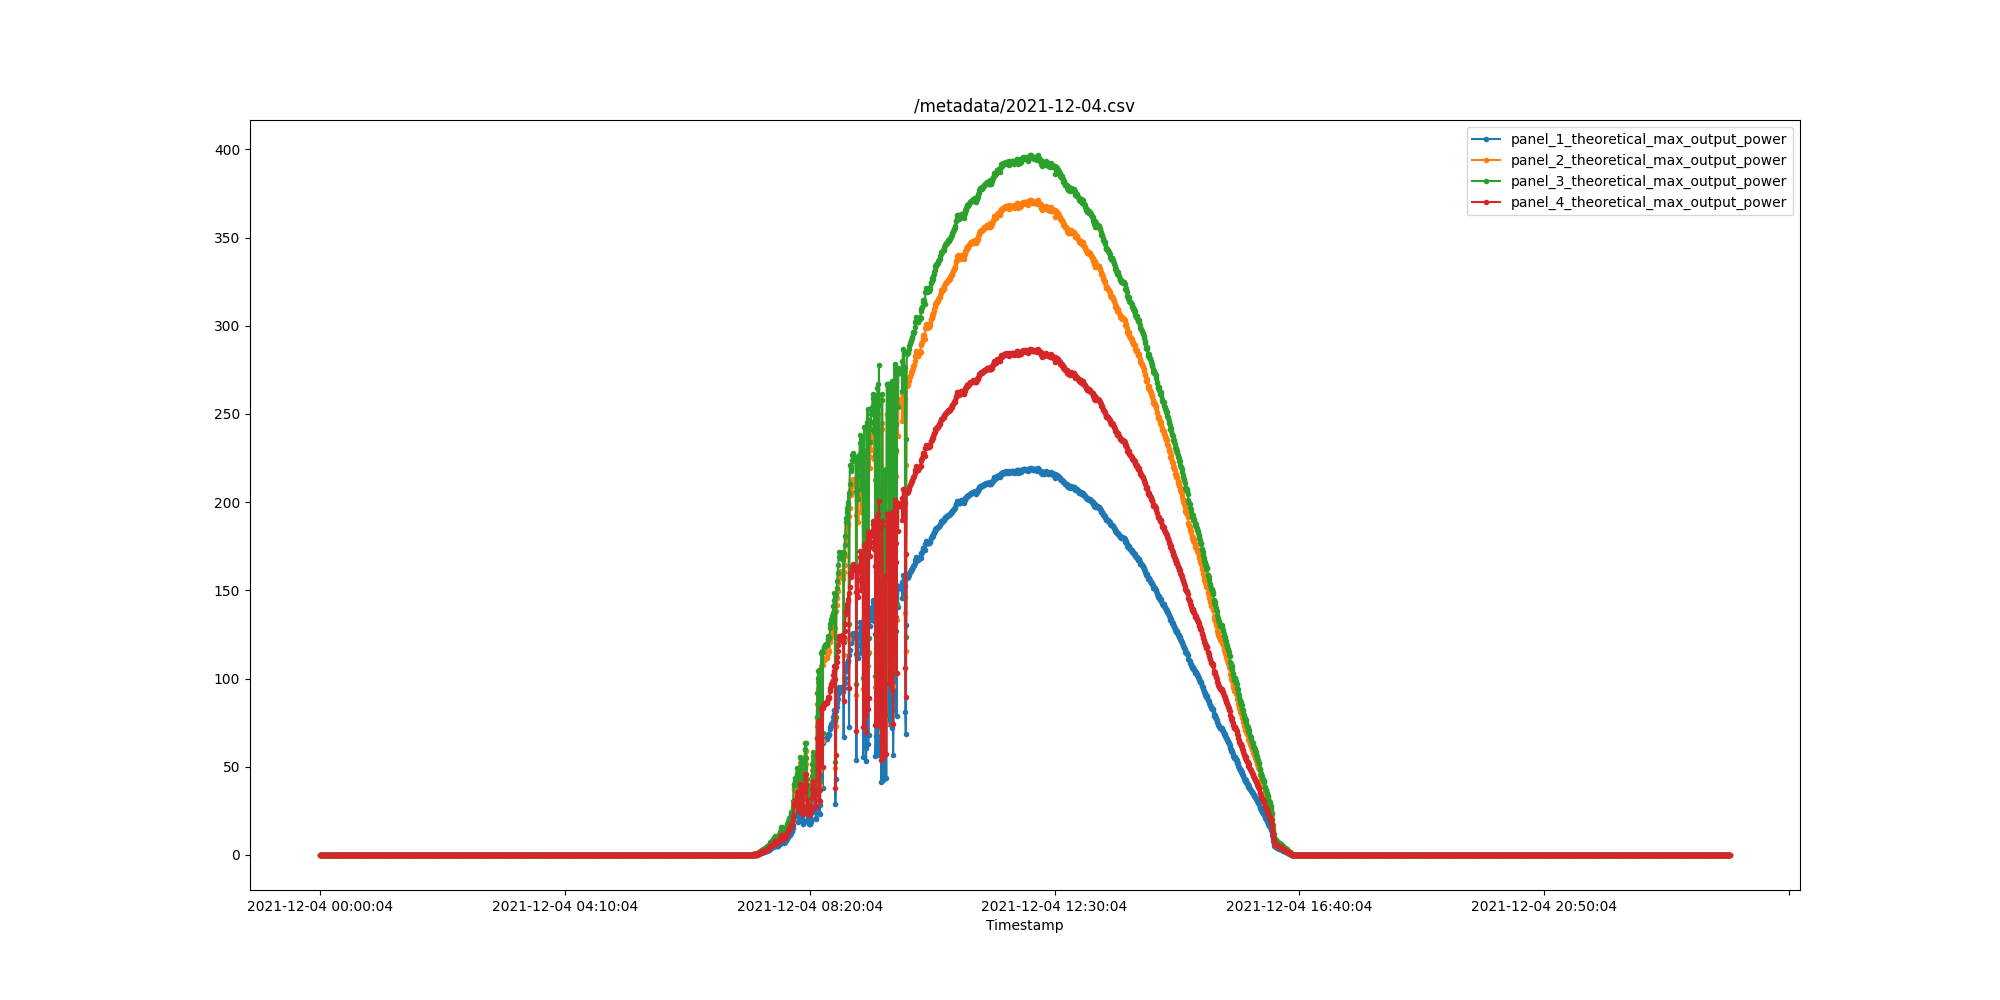 /metadata/2021-12-04.csv
panel_1_theoretical_max_output_power
panel_2_theoretical_max_output_power
panel_3_theoretical_max_output_power
panel_4_theoretical_max_output_power
400
350
300
250
200
150
100
50
0
2021-12-04 00:00:04 2021-12-04 04:10:04 2021-12-04 08:20:04 2021-12-04 12:30:04 2021-12-04 16:40:04 2021-12-04 20:50:04
Timestamp